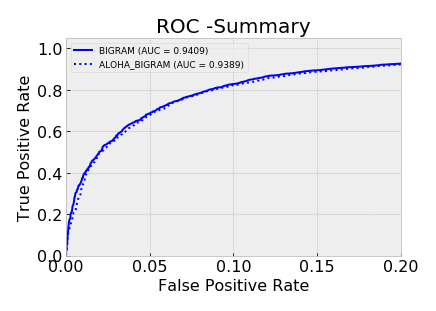 ROC -Summary
1.0
BIGRAM (AUC = 0.9409)
ALOHA_BIGRAM (AUC = 0.9389)
0.8
0.6
0.4
0.2
0.0
True Positive Rate
0.00 0.05 0.10 0.15 0.20
False Positive Rate